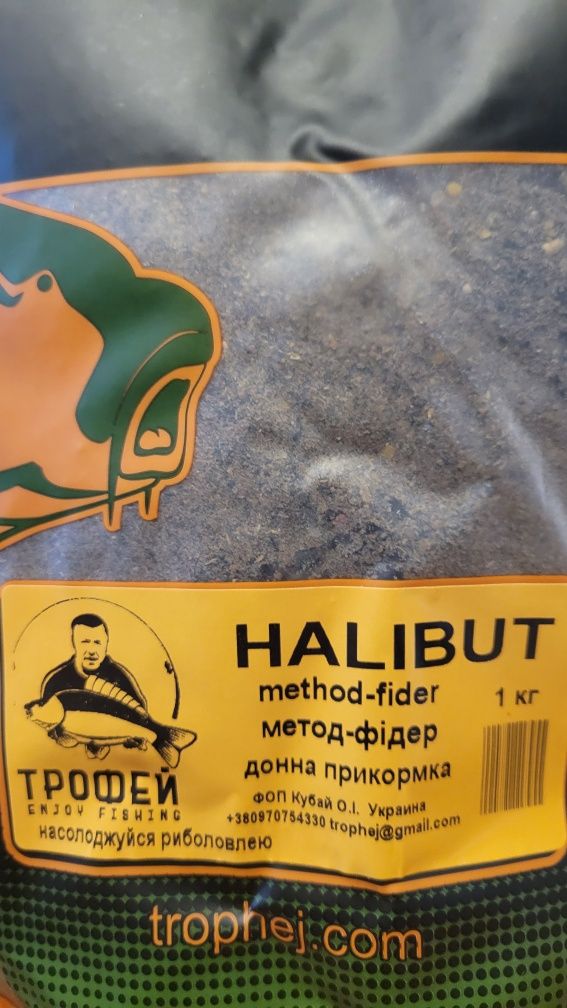 HALIBUT
method-fider
1 кг
метод-фідер
донна прикормка
ФОП Кубай О.І. Украина
+380970754330 trophej@gmail.com
ТРОФЕЙ
ENJOY FISHING
насолоджуйся риболовлею
trophej.com